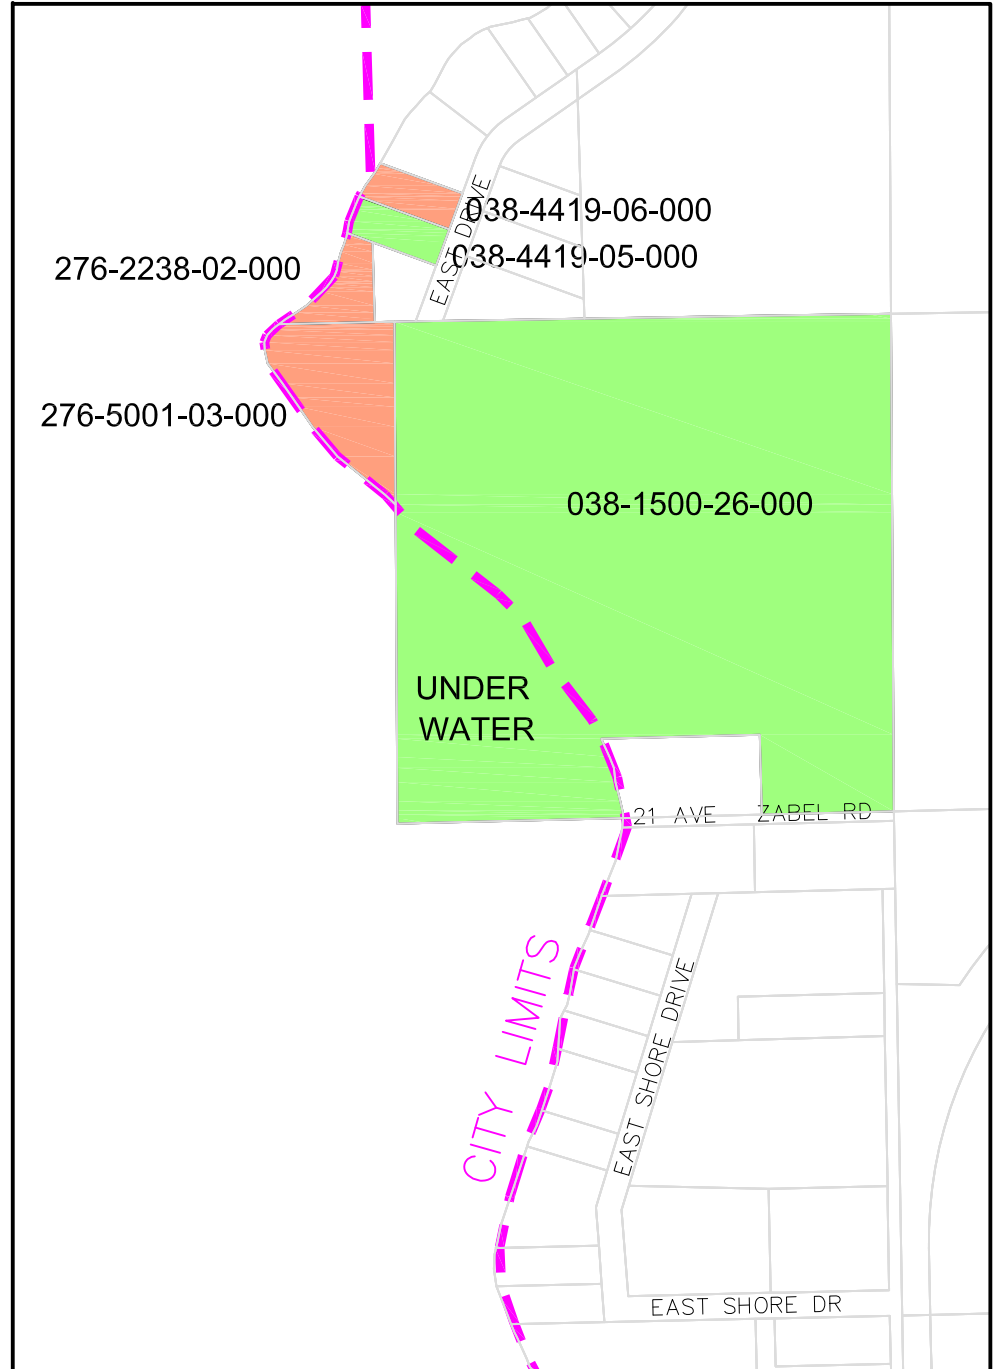 038-4419-06-000
EAST DRIVE
038-4419-05-000
276-2238-02-000
276-5001-03-000
038-1500-26-000
UNDER
WATER
21 AVE ZABEL RD
CITY LIMITS
EAST SHORE DRIVE
EAST SHORE DR